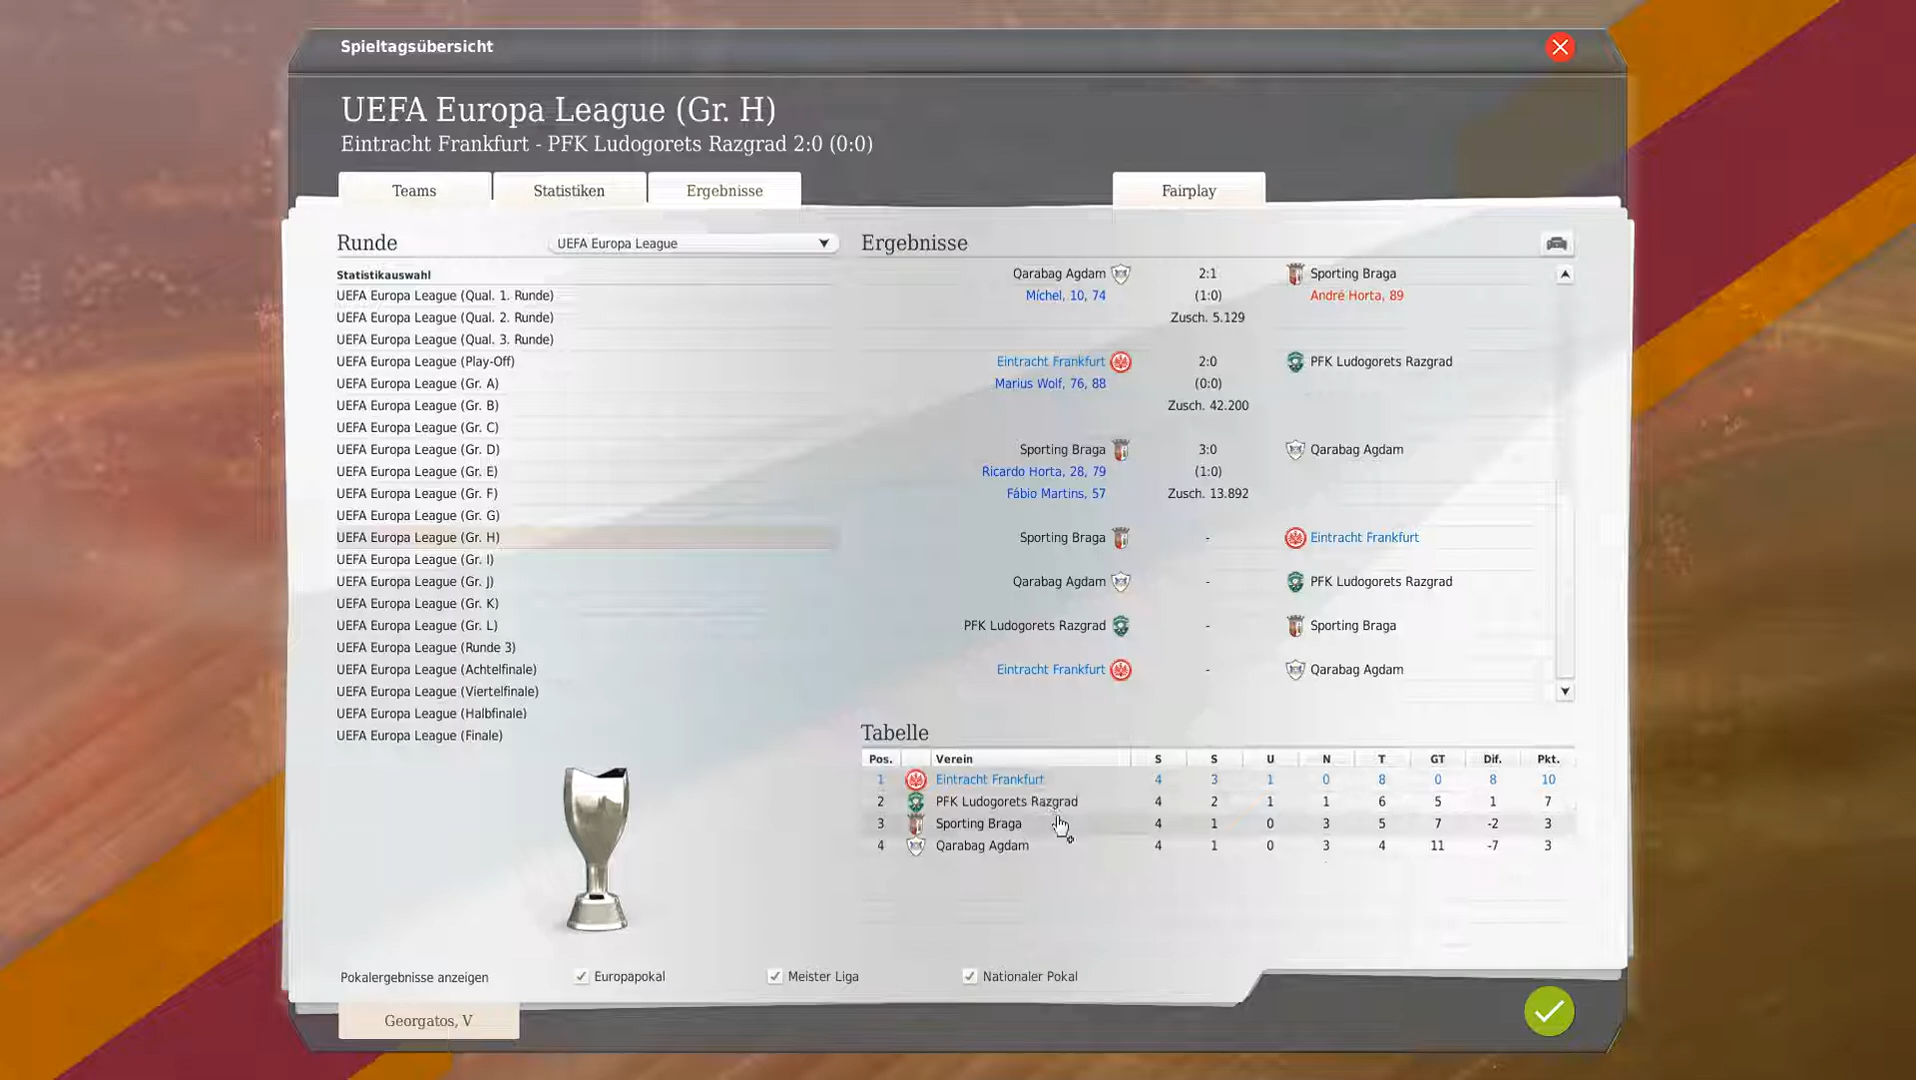 Spieltagsübersicht
UEFA Europa League (Gr. H)
Eintracht Frankfurt - PFK Ludogorets Razgrad 2:0 (0:0)
Teams Statistiken Ergebnisse Fairplay
Runde UEFA Europa League
Statistikauswahl
UEFA Europa League (Qual. 1. Runde)
UEFA Europa League (Qual. 2. Runde)
UEFA Europa League (Qual. 3. Runde)
UEFA Europa League (Play-Off)
UEFA Europa League (Gr. A)
UEFA Europa League (Gr. B)
UEFA Europa League (Gr. C)
UEFA Europa League (Gr. D)
UEFA Europa League (Gr. E)
UEFA Europa League (Gr. F)
UEFA Europa League (Gr. G)
UEFA Europa League (Gr. H)
UEFA Europa League (Gr. I)
UEFA Europa League (Gr. J)
UEFA Europa League (Gr. K)
UEFA Europa League (Gr. L)
UEFA Europa League (Runde 3)
UEFA Europa League (Achtelfinale)
UEFA Europa League (Viertelfinale)
UEFA Europa League (Halbfinale)
UEFA Europa League (Finale)
Ergebnisse
Qarabag Agdam 2:1 Sporting Braga
Míchel, 10, 74 (1:0) André Horta, 89
Zusch. 5.129
Eintracht Frankfurt 2:0 PFK Ludogorets Razgrad
Marius Wolf, 76, 88 (0:0)
Zusch. 42.200
Sporting Braga 3:0 Qarabag Agdam
Ricardo Horta, 28, 79 (1:0)
Fábio Martins, 57 Zusch. 13.892
Sporting Braga - Eintracht Frankfurt
Qarabag Agdam - PFK Ludogorets Razgrad
PFK Ludogorets Razgrad - Sporting Braga
Eintracht Frankfurt - Qarabag Agdam
Tabelle
Pos. Verein S S U N T GT Dif. Pkt.
1 Eintracht Frankfurt 4 3 1 0 8 0 8 10
2 PFK Ludogorets Razgrad 4 2 1 1 6 5 1 7
3 Sporting Braga 4 1 0 3 5 7 -2 3
4 Qarabag Agdam 4 1 0 3 4 11 -7 3
Pokalergebnisse anzeigen Europapokal Meister Liga Nationaler Pokal
Georgatos, V